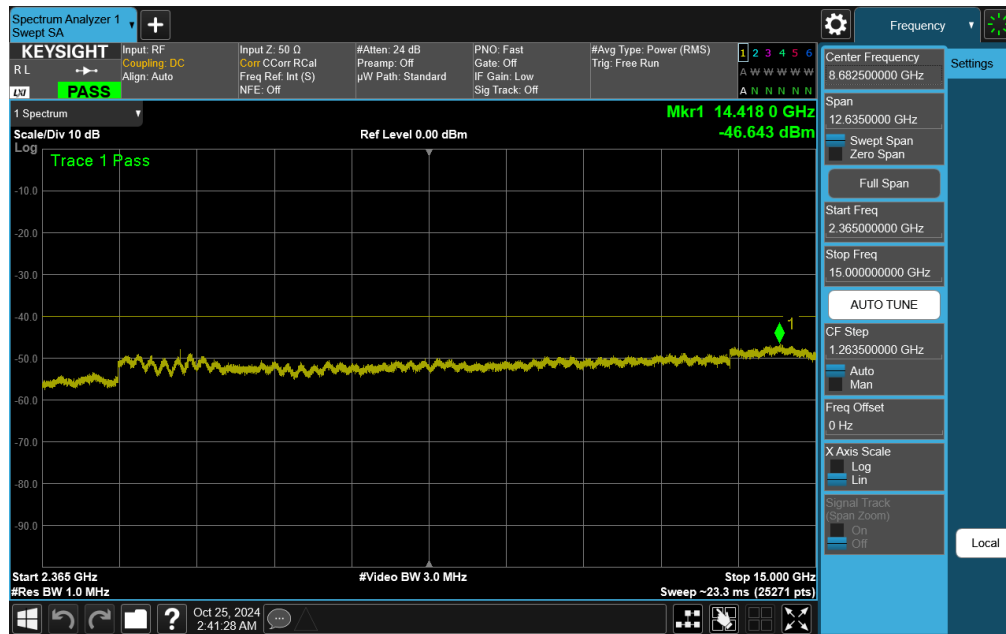 Spectrum Analyzer 1
Swept SA
+
Frequency
KEYSIGHT
R L
LXI
PASS
Input: RF
Coupling: DC
Align: Auto
Input Z: 50 Ω
Corr CCorr RCal
Freq Ref: Int (S)
NFE: Off
#Atten: 24 dB
Preamp: Off
µW Path: Standard
PNO: Fast
Gate: Off
IF Gain: Low
Sig Track: Off
#Avg Type: Power (RMS)
Trig: Free Run
1 2 3 4 5 6
A W W W W W
A N N N N N
1 Spectrum
Mkr1 14.418 0 GHz
Scale/Div 10 dB
Ref Level 0.00 dBm
-46.643 dBm
Log
Trace 1 Pass
-10.0
-20.0
-30.0
-40.0
1
-50.0
-60.0
-70.0
-80.0
-90.0
Start 2.365 GHz
#Video BW 3.0 MHz
Stop 15.000 GHz
#Res BW 1.0 MHz
Sweep ~23.3 ms (25271 pts)
?
Oct 25, 2024
2:41:28 AM
Center Frequency
8.682500000 GHz
Span
12.6350000 GHz
Swept Span
Zero Span
Full Span
Start Freq
2.365000000 GHz
Stop Freq
15.000000000 GHz
AUTO TUNE
CF Step
1.263500000 GHz
Auto
Man
Freq Offset
0 Hz
X Axis Scale
Log
Lin
Signal Track
(Span Zoom)
On
Off
Settings
Local